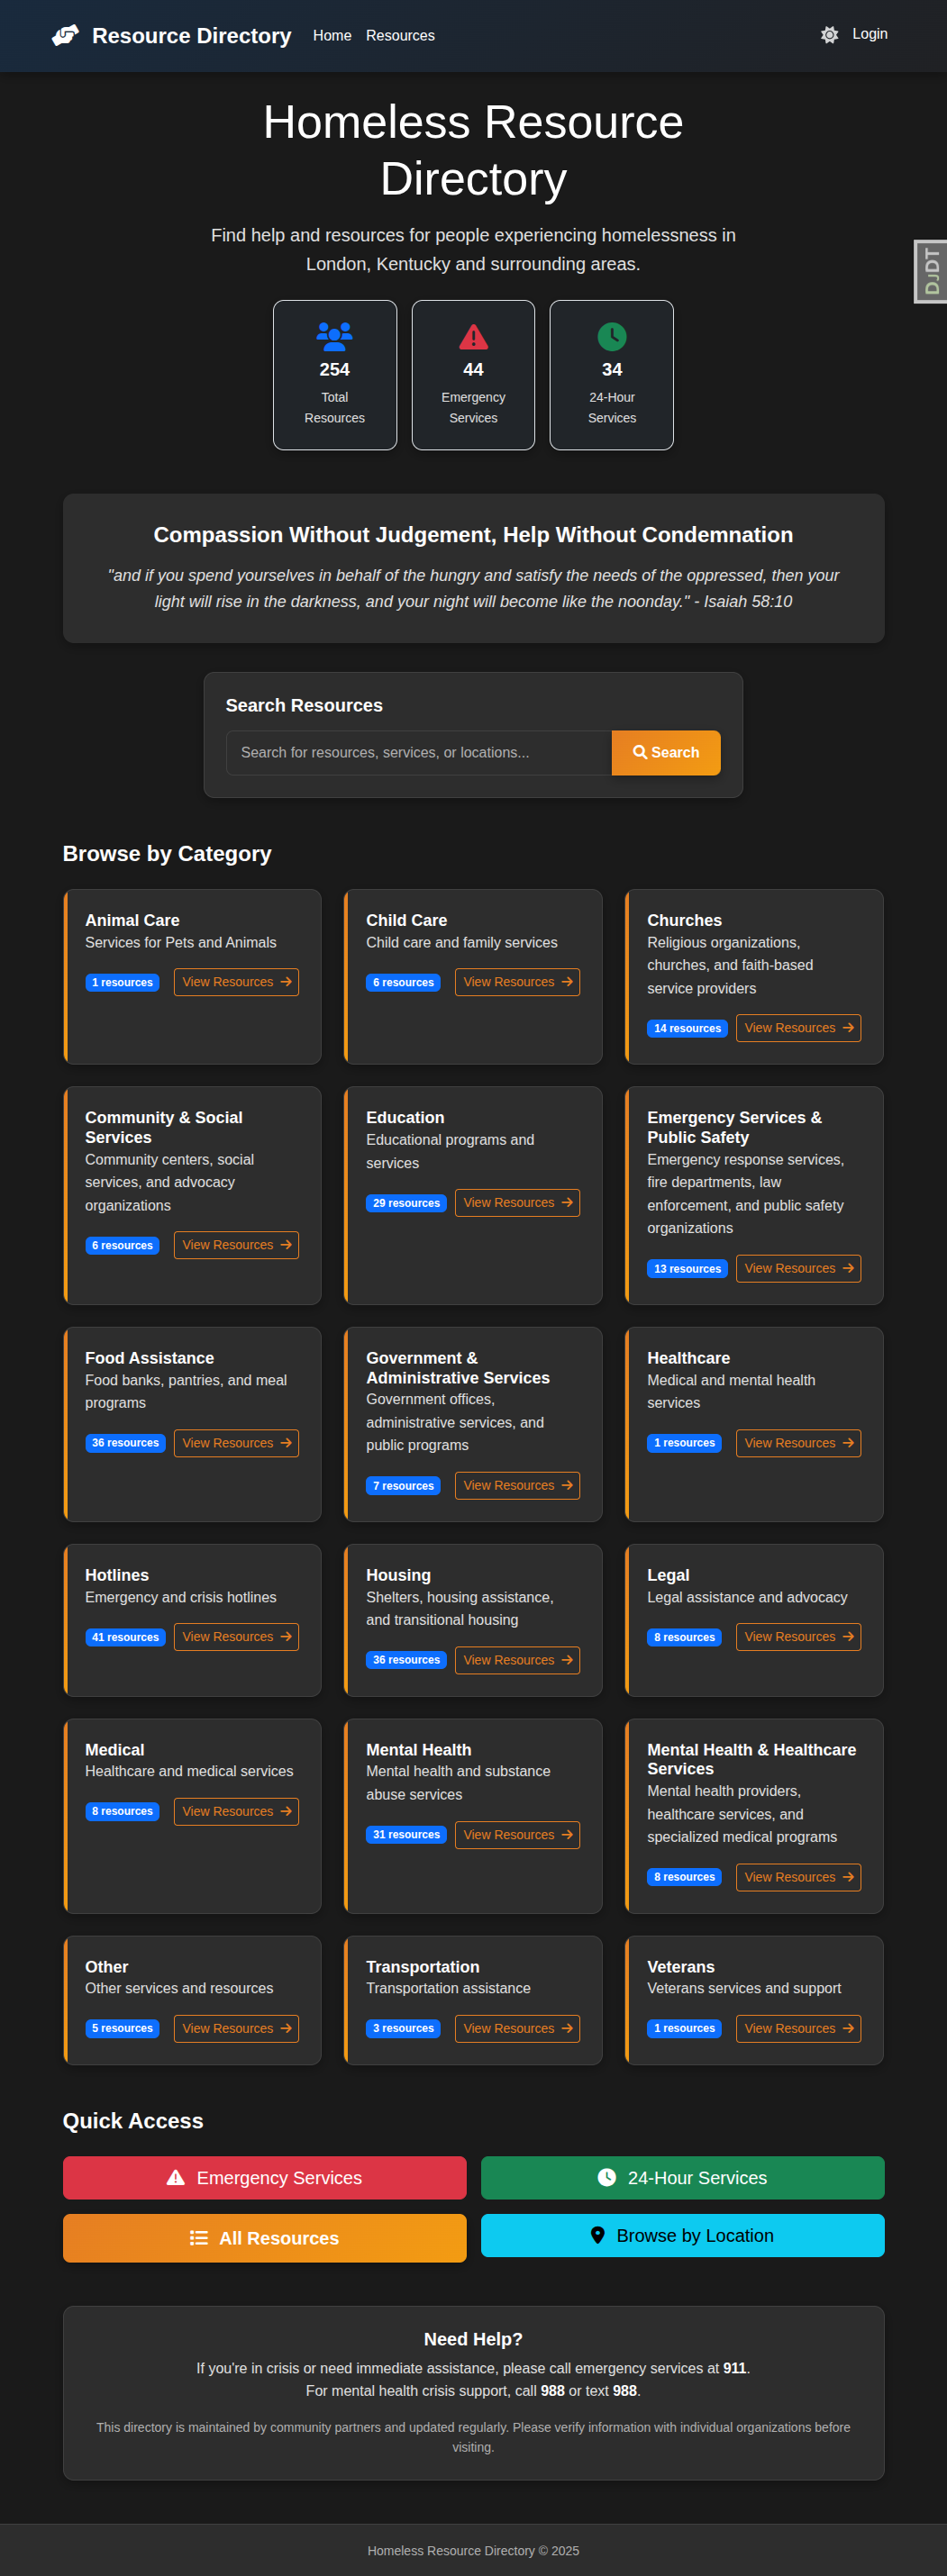 Resource Directory Home Resources Login
Homeless Resource
Directory
Find help and resources for people experiencing homelessness in
London, Kentucky and surrounding areas.
DJDT
254 44 34
Total Emergency 24-Hour
Resources Services Services
Compassion Without Judgement, Help Without Condemnation
"and if you spend yourselves in behalf of the hungry and satisfy the needs of the oppressed, then your
light will rise in the darkness, and your night will become like the noonday." - Isaiah 58:10
Search Resources
Search for resources, services, or locations... Search
Browse by Category
Animal Care
Services for Pets and Animals
1 resources View Resources
Child Care
Child care and family services
6 resources View Resources
Churches
Religious organizations,
churches, and faith-based
service providers
14 resources View Resources
Community & Social
Services
Community centers, social
services, and advocacy
organizations
6 resources View Resources
Education
Educational programs and
services
29 resources View Resources
Emergency Services &
Public Safety
Emergency response services,
fire departments, law
enforcement, and public safety
organizations
13 resources View Resources
Food Assistance
Food banks, pantries, and meal
programs
36 resources View Resources
Government &
Administrative Services
Government offices,
administrative services, and
public programs
7 resources View Resources
Healthcare
Medical and mental health
services
1 resources View Resources
Hotlines
Emergency and crisis hotlines
41 resources View Resources
Housing
Shelters, housing assistance,
and transitional housing
36 resources View Resources
Legal
Legal assistance and advocacy
8 resources View Resources
Medical
Healthcare and medical services
8 resources View Resources
Mental Health
Mental health and substance
abuse services
31 resources View Resources
Mental Health & Healthcare
Services
Mental health providers,
healthcare services, and
specialized medical programs
8 resources View Resources
Other
Other services and resources
5 resources View Resources
Transportation
Transportation assistance
3 resources View Resources
Veterans
Veterans services and support
1 resources View Resources
Quick Access
Emergency Services
24-Hour Services
All Resources
Browse by Location
Need Help?
If you're in crisis or need immediate assistance, please call emergency services at 911.
For mental health crisis support, call 988 or text 988.
This directory is maintained by community partners and updated regularly. Please verify information with individual organizations before
visiting.
Homeless Resource Directory © 2025